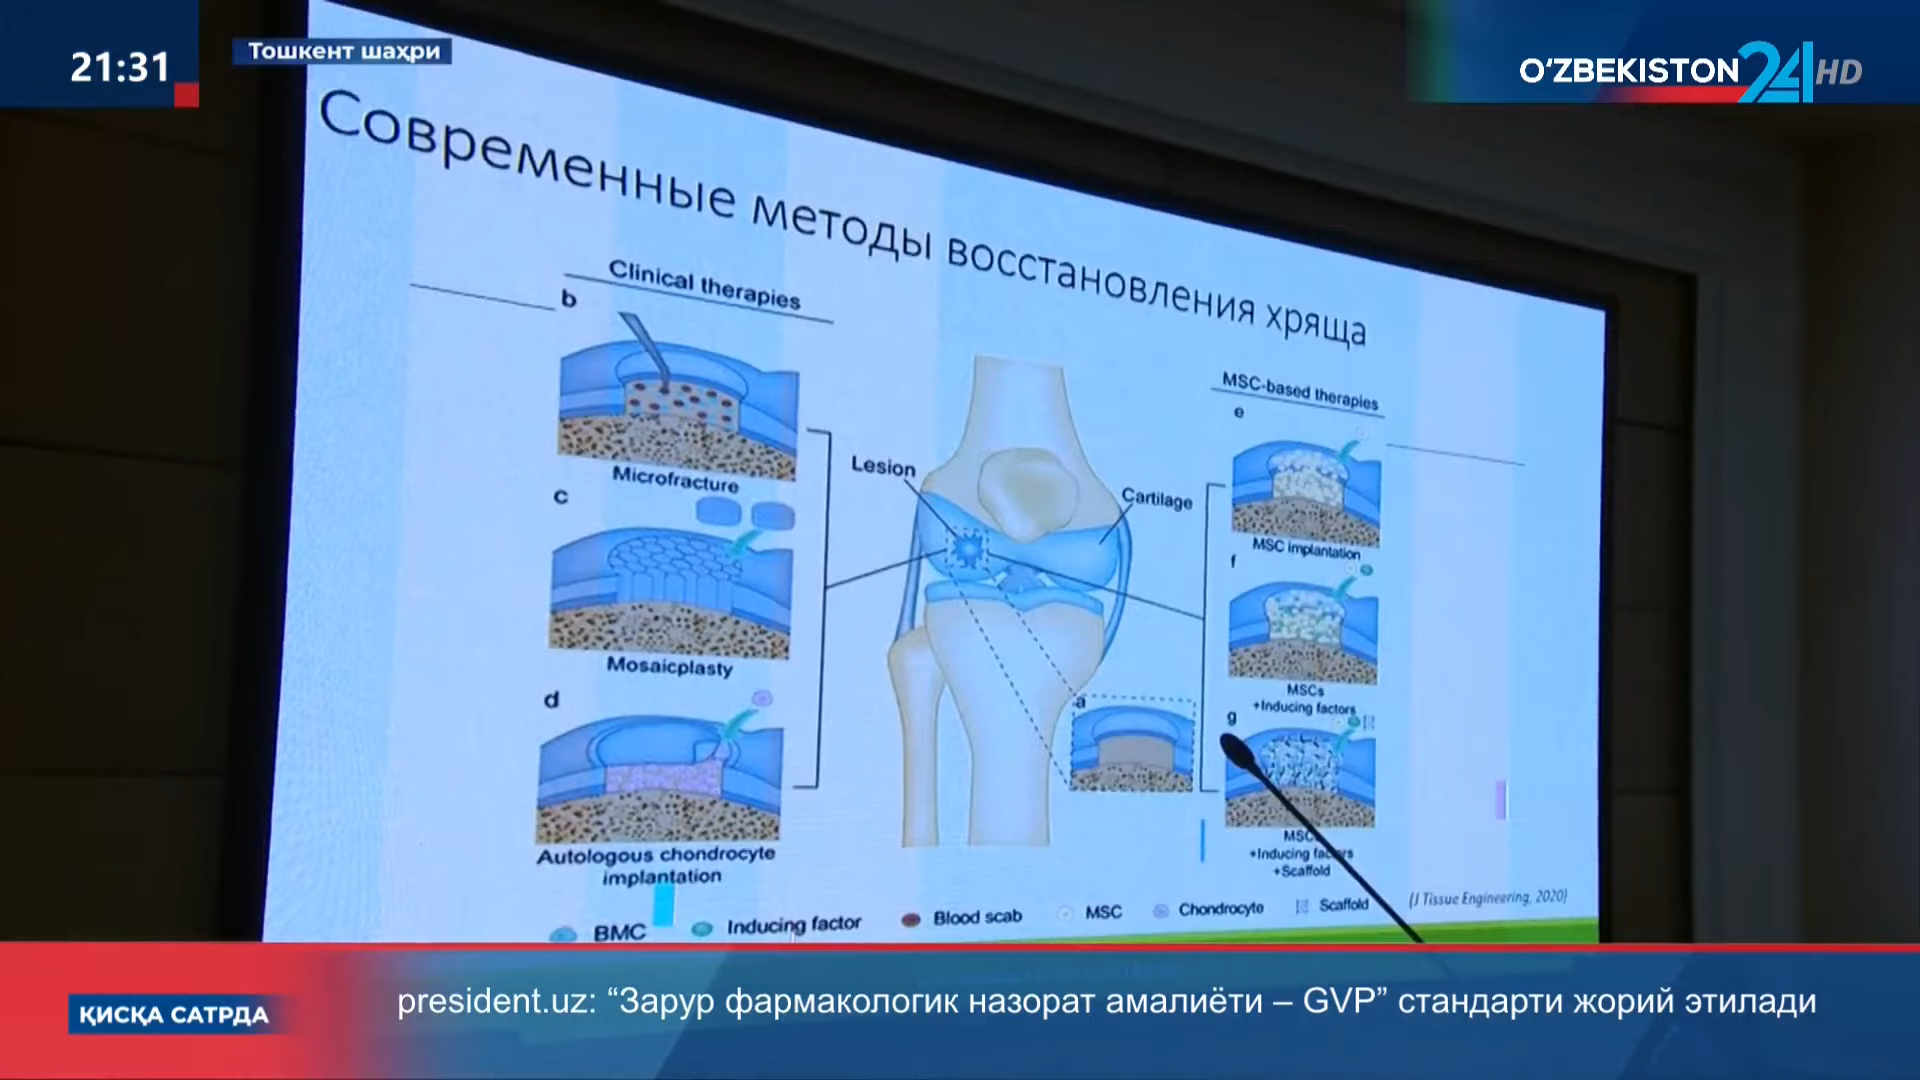 21:31
Тошкент шаҳри
O‘ZBEKISTON 24 HD
Современные методы восстановления хряща
Clinical therapies
b
Microfracture
c
Mosaicplasty
d
Autologous chondrocyte
implantation
Lesion
Cartilage
a
MSC-based therapies
e
MSC implantation
f
MSCs
+Inducing factors
g
MSC
+Inducing factors
+Scaffold
BMC
Inducing factor
Blood scab
MSC
Chondrocyte
Scaffold
(J Tissue Engineering, 2020)
ҚИСҚА САТРДА
president.uz: “Зарур фармакологик назорат амалиёти – GVP” стандарти жорий этилади